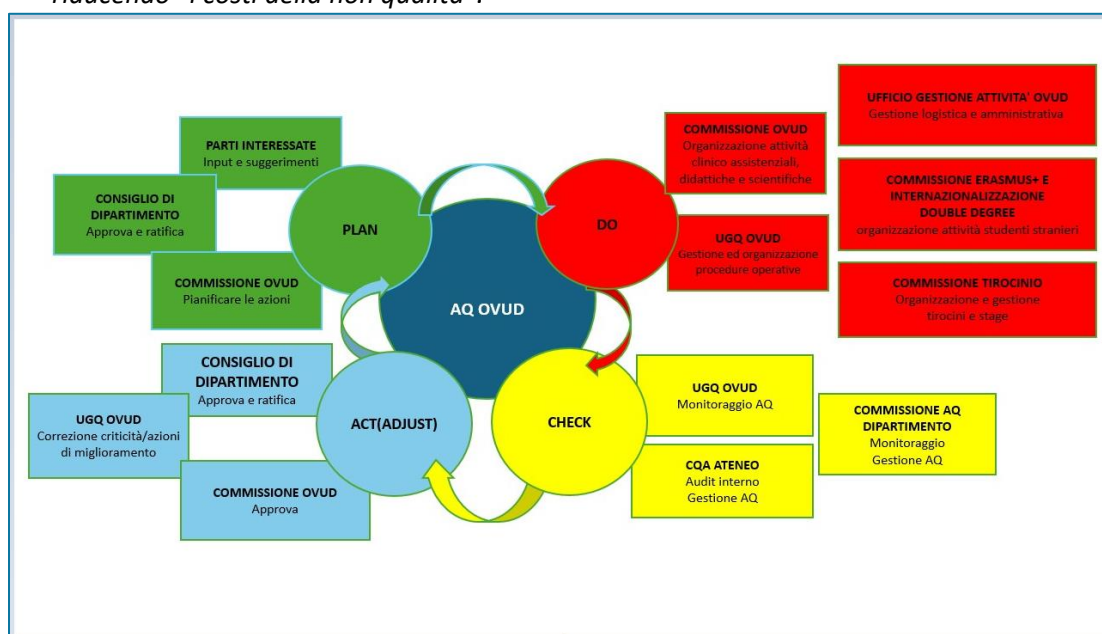 riducendo "i costi della non qualità".
PARTI INTERESSATE
Input e suggerimenti
CONSIGLIO DI
DIPARTIMENTO
Approva e ratifica
COMMISSIONE OVUD
Pianificare le azioni
PLAN
AQ OVUD
DO
COMMISSIONE OVUD
Organizzazione attività
clinico assistenziali,
didattiche e scientifiche
UGQ OVUD
Gestione ed organizzazione
procedure operative
UFFICIO GESTIONE ATTIVITA' OVUD
Gestione logistica e amministrativa
COMMISSIONE ERASMUS+ E
INTERNAZIONALIZZAZIONE
DOUBLE DEGREE
organizzazione attività studenti stranieri
COMMISSIONE TIROCINIO
Organizzazione e gestione
tirocini e stage
CONSIGLIO DI
DIPARTIMENTO
Approva e ratifica
UGQ OVUD
Correzione criticità/azioni
di miglioramento
COMMISSIONE OVUD
Approva
ACT(ADJUST)
CHECK
UGQ OVUD
Monitoraggio AQ
CQA ATENEO
Audit interno
Gestione AQ
COMMISSIONE AQ
DIPARTIMENTO
Monitoraggio
Gestione AQ